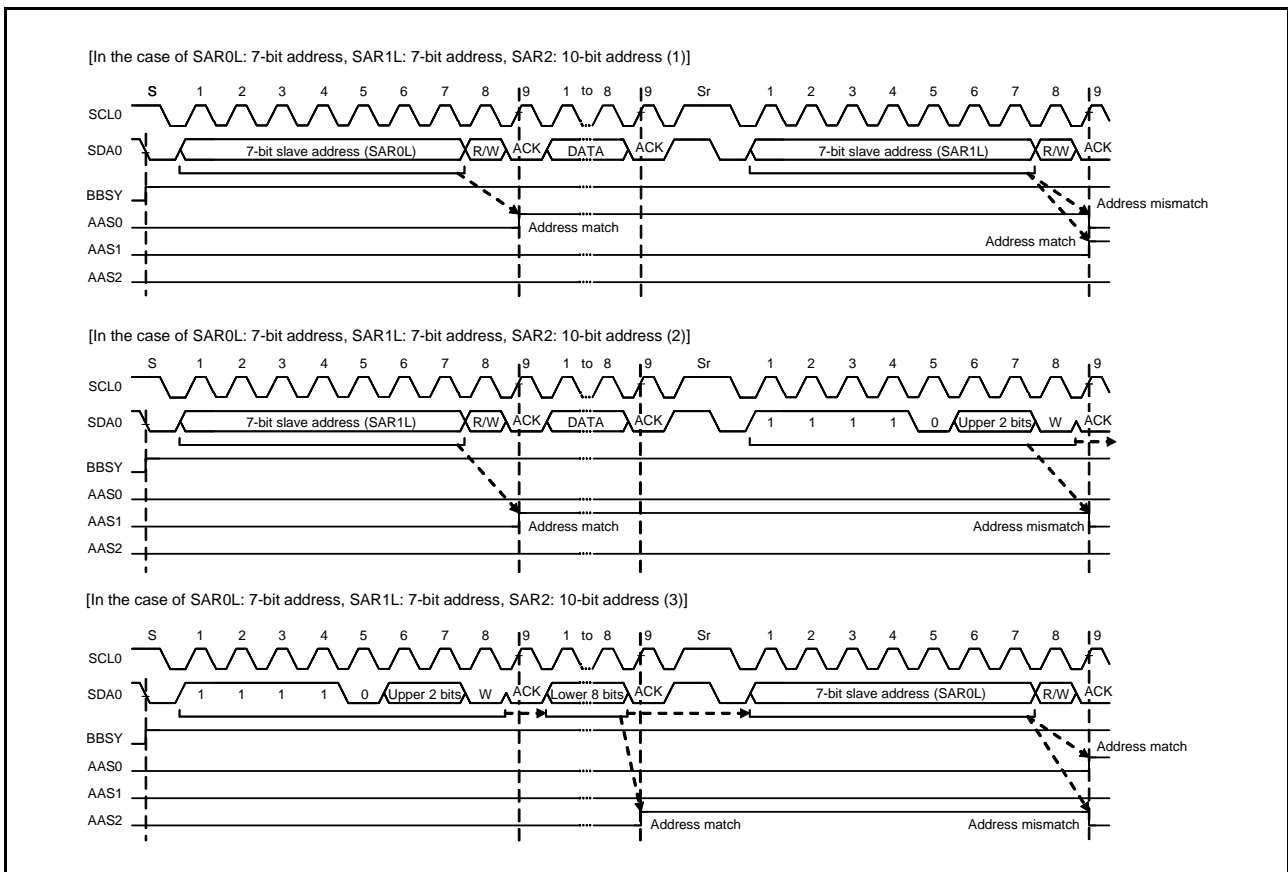 [In the case of SAR0L: 7-bit address, SAR1L: 7-bit address, SAR2: 10-bit address (1)]
S 1 2 3 4 5 6 7 8 9 1 to 8 9 Sr 1 2 3 4 5 6 7 8 9
SCL0
SDA0 7-bit slave address (SAR0L) R/W ACK DATA ACK 7-bit slave address (SAR1L) R/W ACK
BBSY
Address mismatch
AAS0
Address match
Address match
AAS1
AAS2
[In the case of SAR0L: 7-bit address, SAR1L: 7-bit address, SAR2: 10-bit address (2)]
S 1 2 3 4 5 6 7 8 9 1 to 8 9 Sr 1 2 3 4 5 6 7 8 9
SCL0
SDA0 7-bit slave address (SAR1L) R/W ACK DATA ACK 1 1 1 1 0 Upper 2 bits W ACK
BBSY
AAS0
AAS1 Address match Address mismatch
AAS2
[In the case of SAR0L: 7-bit address, SAR1L: 7-bit address, SAR2: 10-bit address (3)]
S 1 2 3 4 5 6 7 8 9 1 to 8 9 Sr 1 2 3 4 5 6 7 8 9
SCL0
SDA0 1 1 1 1 0 Upper 2 bits W ACK Lower 8 bits ACK 7-bit slave address (SAR0L) R/W ACK
BBSY
Address match
AAS0
AAS1
AAS2 Address match Address mismatch